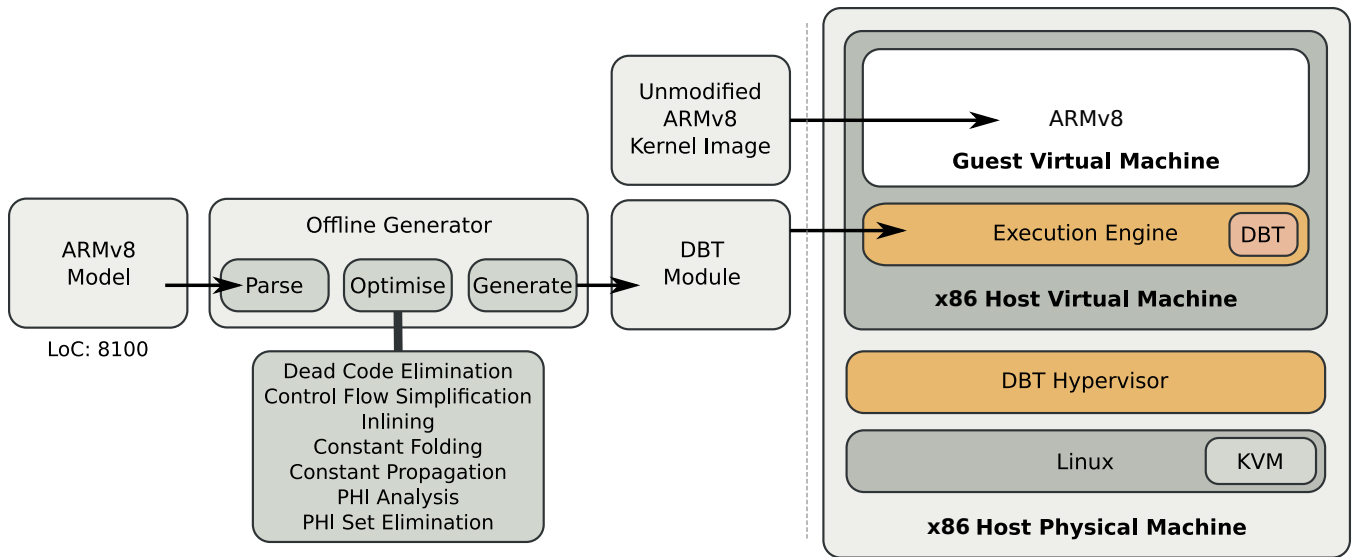 ARMv8
Model
LoC: 8100
Offline Generator
Parse
Optimise
Generate
Dead Code Elimination
Control Flow Simplification
Inlining
Constant Folding
Constant Propagation
PHI Analysis
PHI Set Elimination
Unmodified
ARMv8
Kernel Image
DBT
Module
ARMv8
Guest Virtual Machine
Execution Engine
DBT
x86 Host Virtual Machine
DBT Hypervisor
Linux
KVM
x86 Host Physical Machine